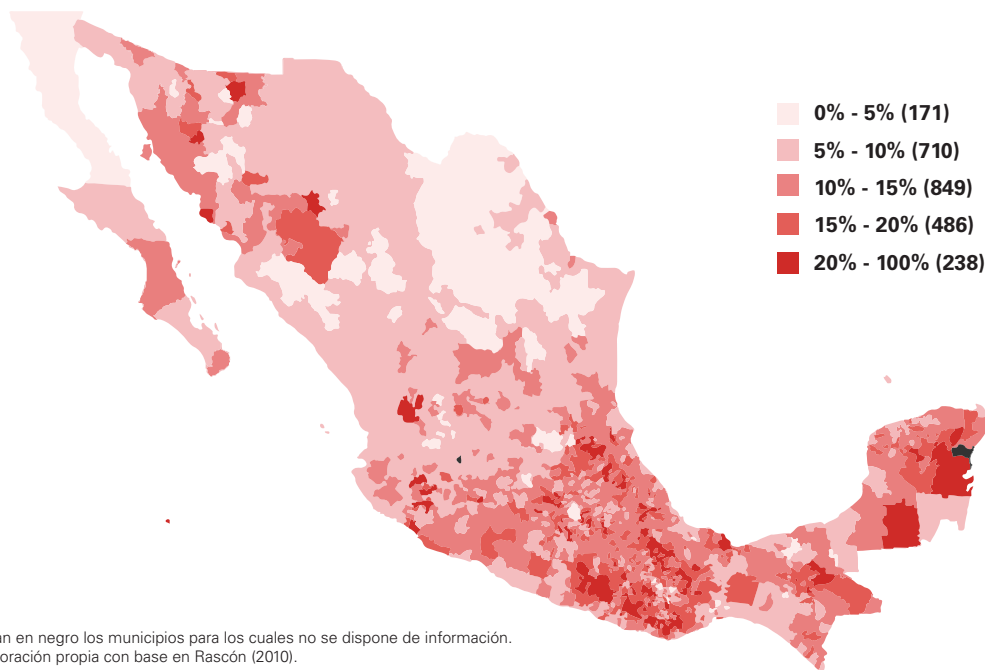 0% - 5% (171)
5% - 10% (710)
10% - 15% (849)
15% - 20% (486)
20% - 100% (238)
an en negro los municipios para los cuales no se dispone de información.
oración propia con base en Rascón (2010).